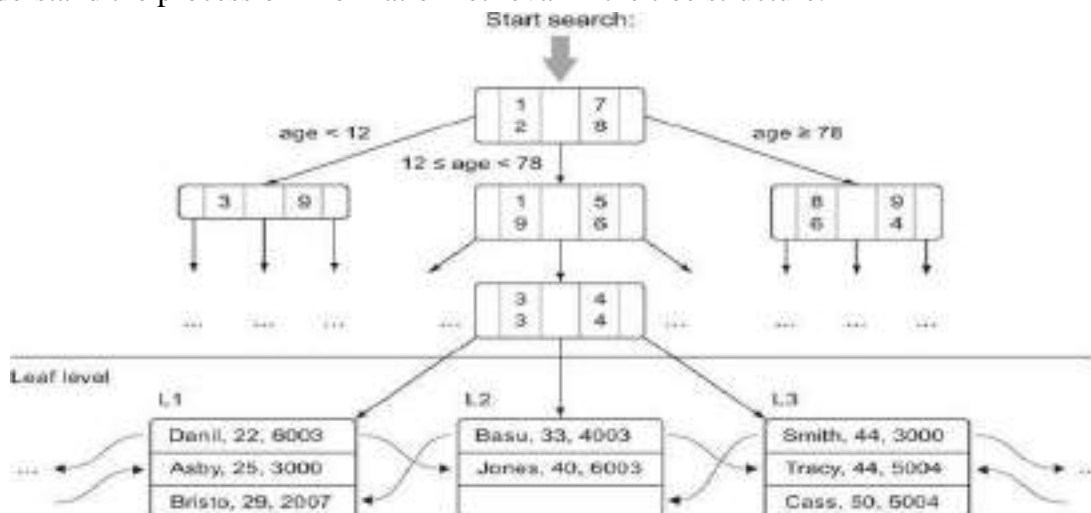 Start search:
1 7
2 8
age < 12
age ≥ 78
12 ≤ age < 78
3 9
1 5
9 6
8 9
6 4
... ... ... ...
3 4
3 4
... ... ... ...
Leaf level
L1 L2 L3
Danil, 22, 6003 Basu, 33, 4003 Smith, 44, 3000
... Asby, 25, 3000 Jones, 40, 6003 Tracy, 44, 5004 ...
Bristo, 29, 2007 Cass, 50, 5004